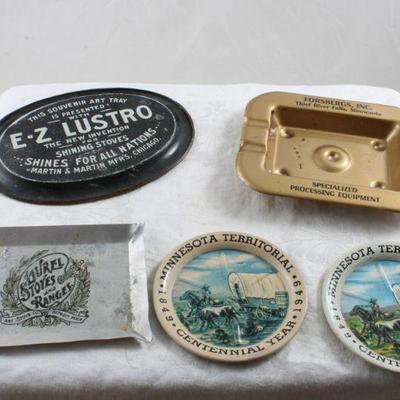 THIS SOUVENIR ART TRAY
IS PRESENTED
WITH
E-Z LUSTRO
THE NEW INVENTION
FOR
SHINING STOVES
SHINES FOR ALL NATIONS
MARTIN & MARTIN MFRS. CHICAGO.
FORSBERGS, INC.
Thief River Falls, Minnesota
SPECIALIZED
PROCESSING EQUIPMENT
LAUREL
STOVES
AND
RANGES
MINNESOTA TERRITORIAL
1849 1949
CENTENNIAL YEAR
MINNESOTA TER
1849
CENTE